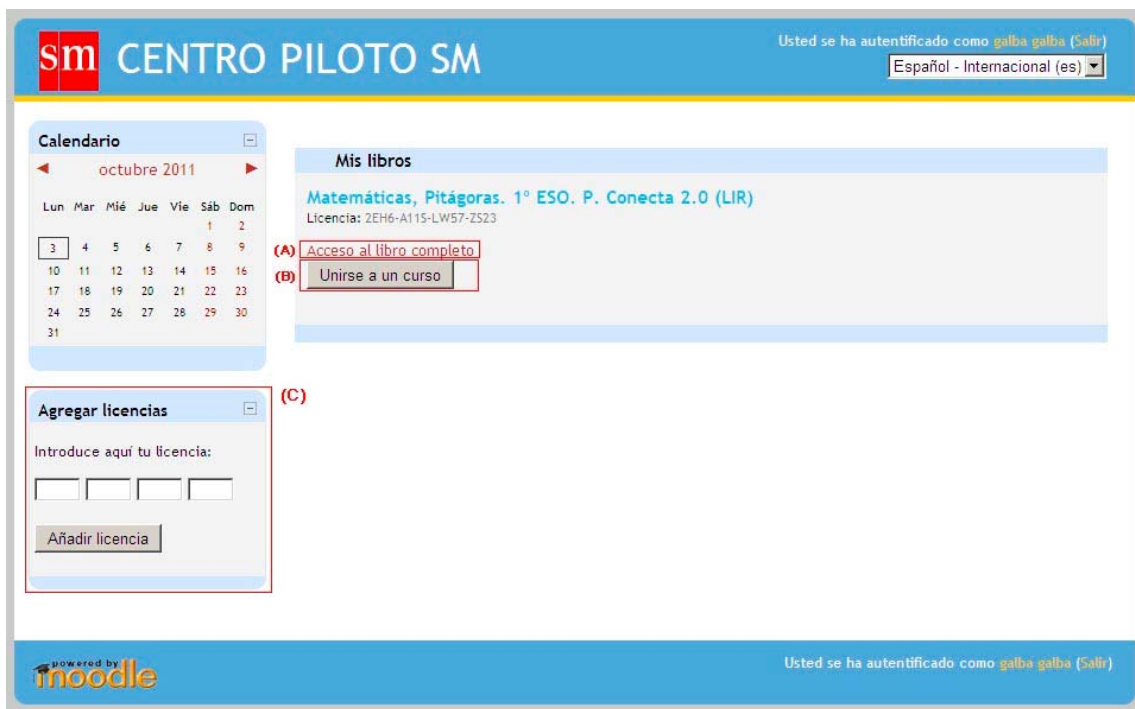 sm CENTRO PILOTO SM
Usted se ha autentificado como galba galba (Salir)
Español - Internacional (es)
Calendario
octubre 2011
Lun Mar Mié Jue Vie Sáb Dom
1 2
3 4 5 6 7 8 9
10 11 12 13 14 15 16
17 18 19 20 21 22 23
24 25 26 27 28 29 30
31
Mis libros
Matemáticas, Pitágoras. 1º ESO. P. Conecta 2.0 (LIR)
Licencia: 2EH6-A11S-LW57-ZS23
(A) Acceso al libro completo
(B) Unirse a un curso
(C)
Agregar licencias
Introduce aquí tu licencia:
Añadir licencia
powered by
moodle
Usted se ha autentificado como galba galba (Salir)